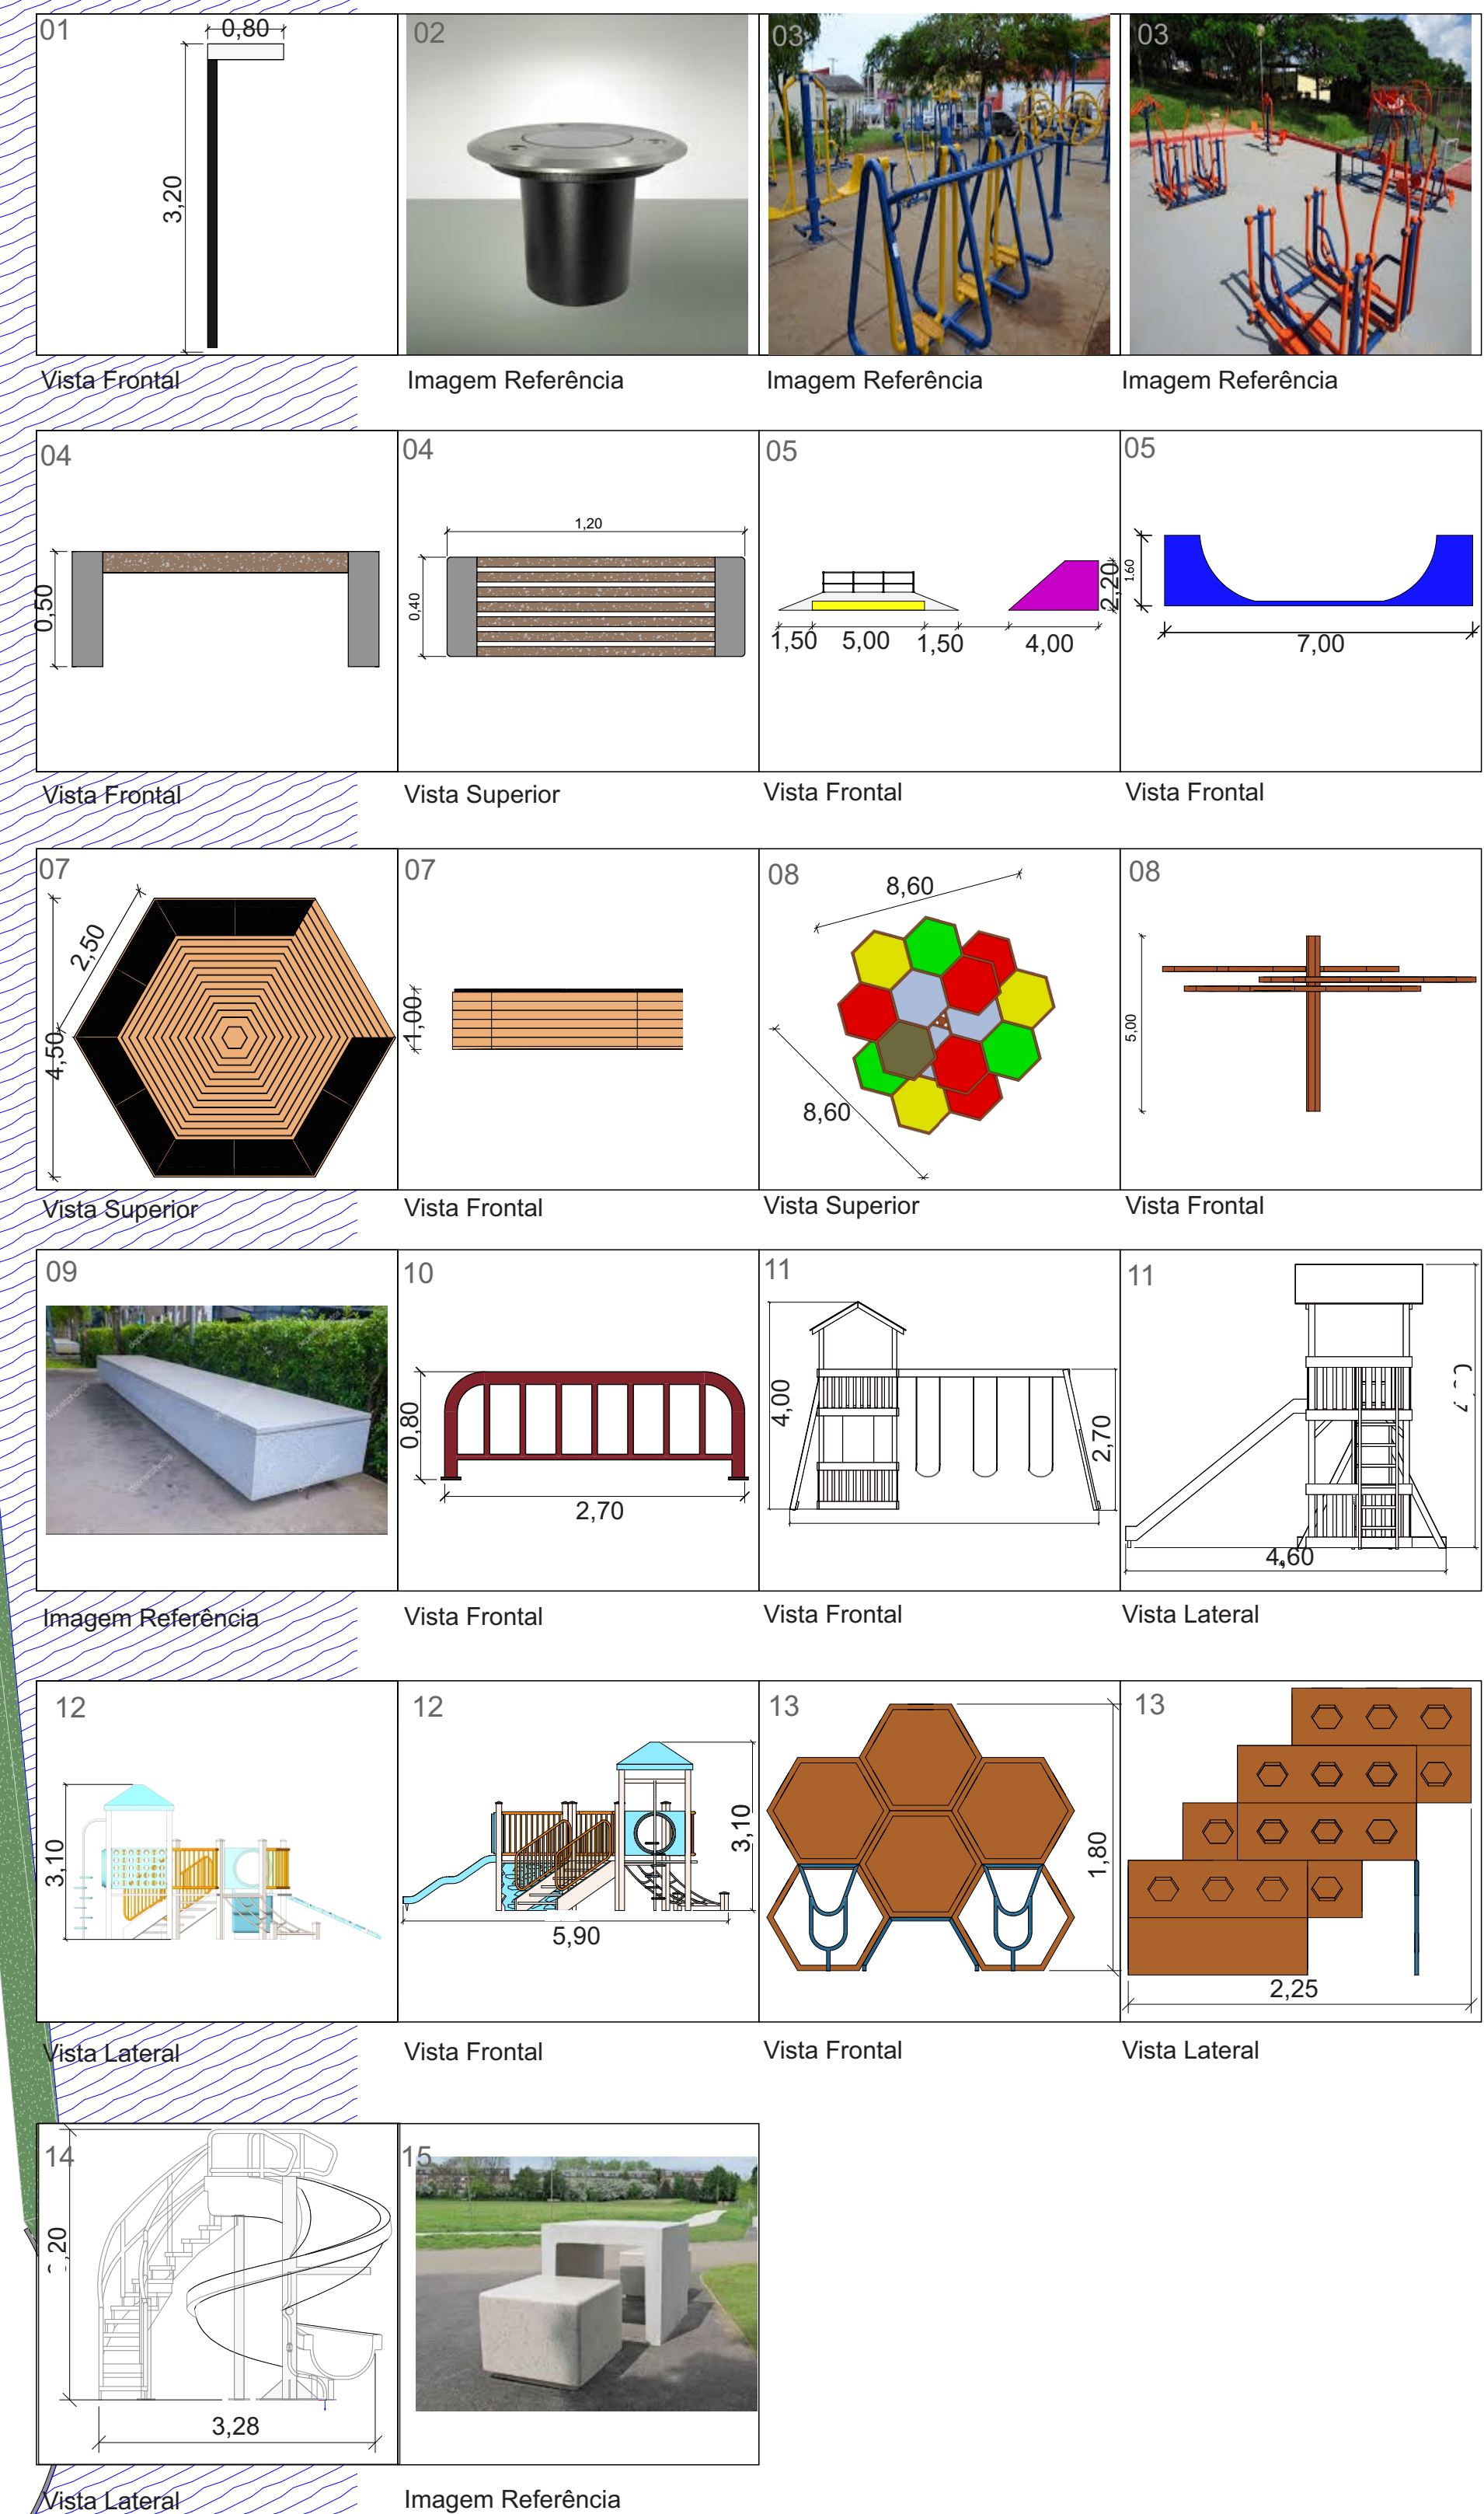 01
0,80
3,20
02
03
03
Vista Frontal
Imagem Referência
Imagem Referência
Imagem Referência
04
0,50
04
1,20
0,40
05
1,50
5,00
1,50
4,00
2,20
05
1,60
7,00
Vista Frontal
Vista Superior
Vista Frontal
Vista Frontal
07
2,50
4,50
07
1,00
08
8,60
8,60
08
5,00
Vista Superior
Vista Frontal
Vista Superior
Vista Frontal
09
10
0,80
2,70
11
4,00
2,70
11
4,60
Imagem Referência
Vista Frontal
Vista Frontal
Vista Lateral
12
3,10
12
3,10
5,90
13
1,80
13
2,25
Vista Lateral
Vista Frontal
Vista Frontal
Vista Lateral
14
,20
3,28
15
Vista Lateral
Imagem Referência